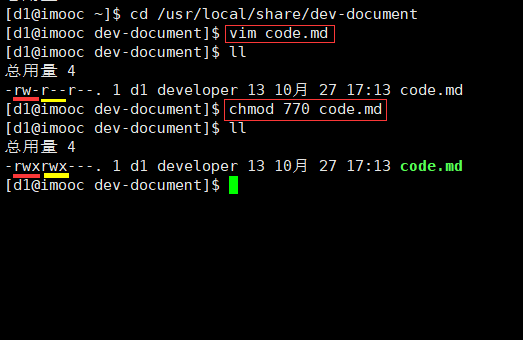 [d1@imooc ~]$ cd /usr/local/share/dev-document
[d1@imooc dev-document]$ vim code.md
[d1@imooc dev-document]$ ll
总用量 4
-rw-r--r--. 1 d1 developer 13 10月 27 17:13 code.md
[d1@imooc dev-document]$ chmod 770 code.md
[d1@imooc dev-document]$ ll
总用量 4
-rwxrwx---. 1 d1 developer 13 10月 27 17:13 code.md
[d1@imooc dev-document]$